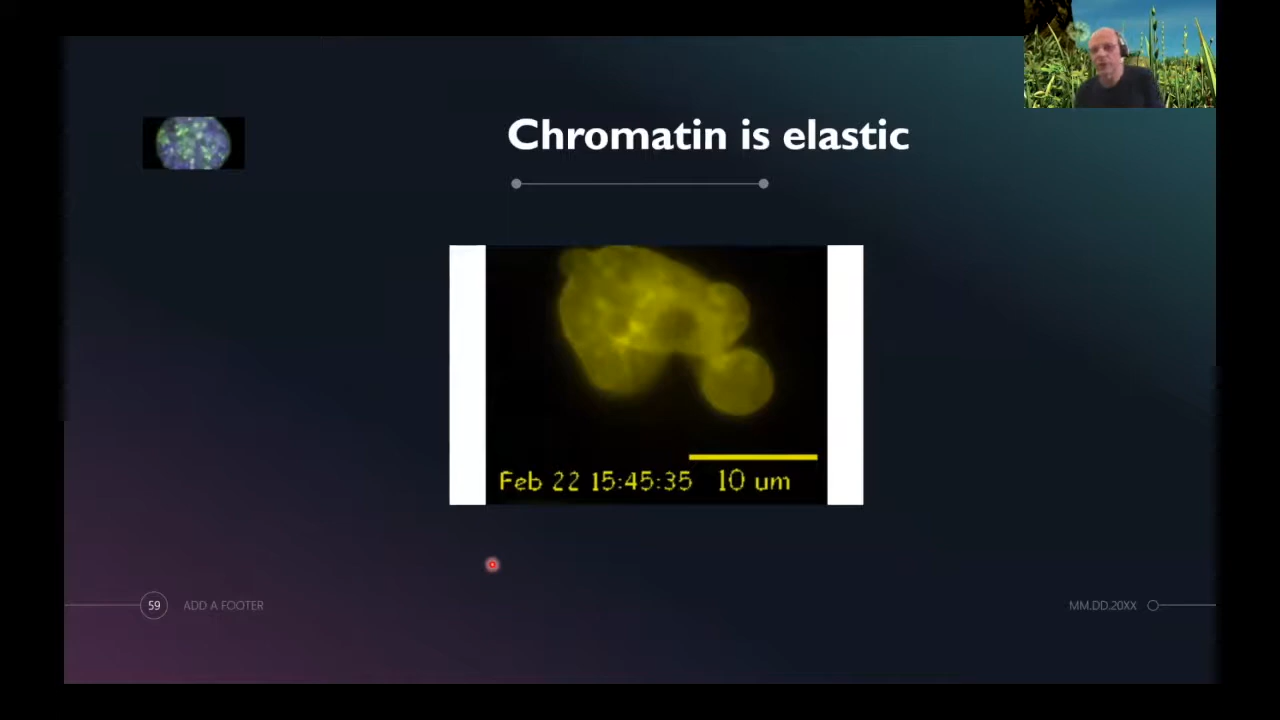 Chromatin is elastic
Feb 22 15:45:35 10 um
59 ADD A FOOTER
MM.DD.20XX